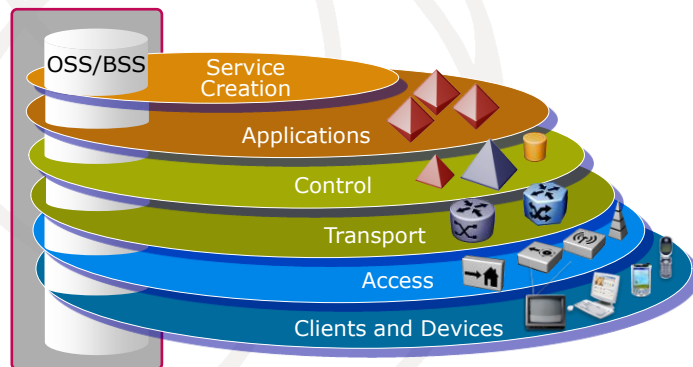 OSS/BSS
Service
Creation
Applications
Control
Transport
Access
Clients and Devices